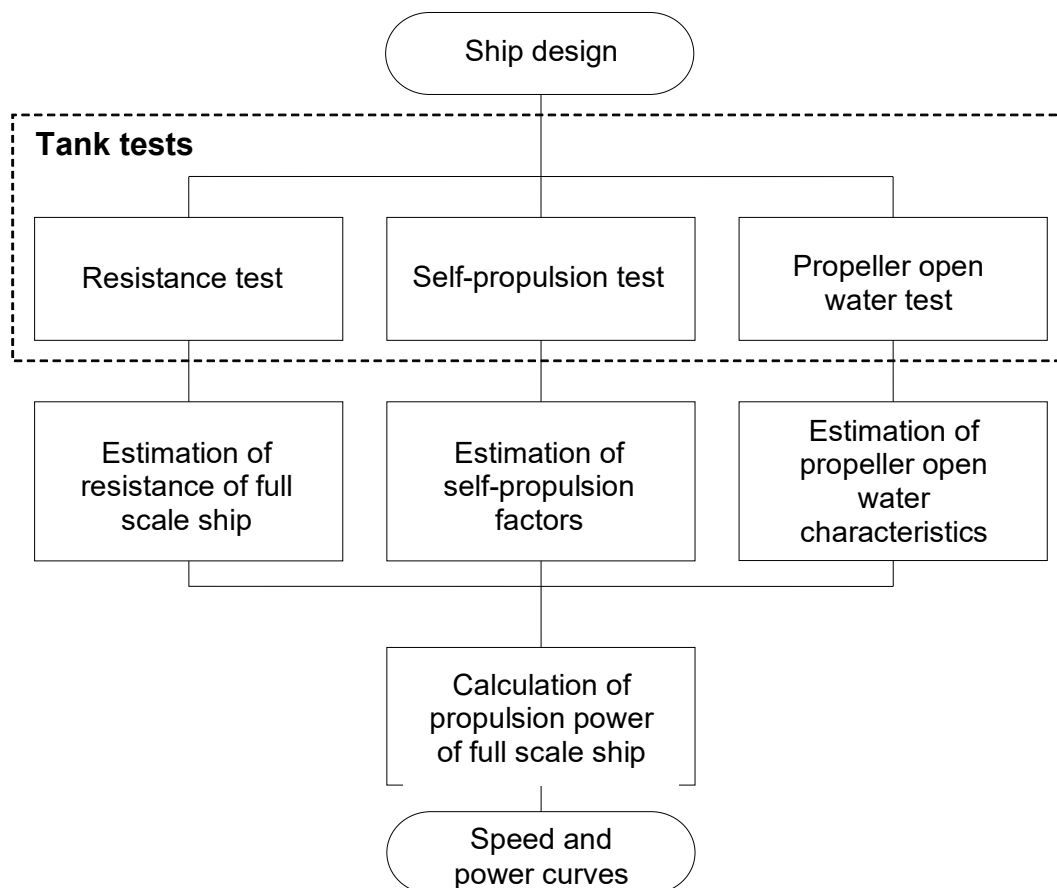 Ship design
Tank tests
Resistance test
Self-propulsion test
Propeller open
water test
Estimation of
resistance of full
scale ship
Estimation of
self-propulsion
factors
Estimation of
propeller open
water
characteristics
Calculation of
propulsion power
of full scale ship
Speed and
power curves